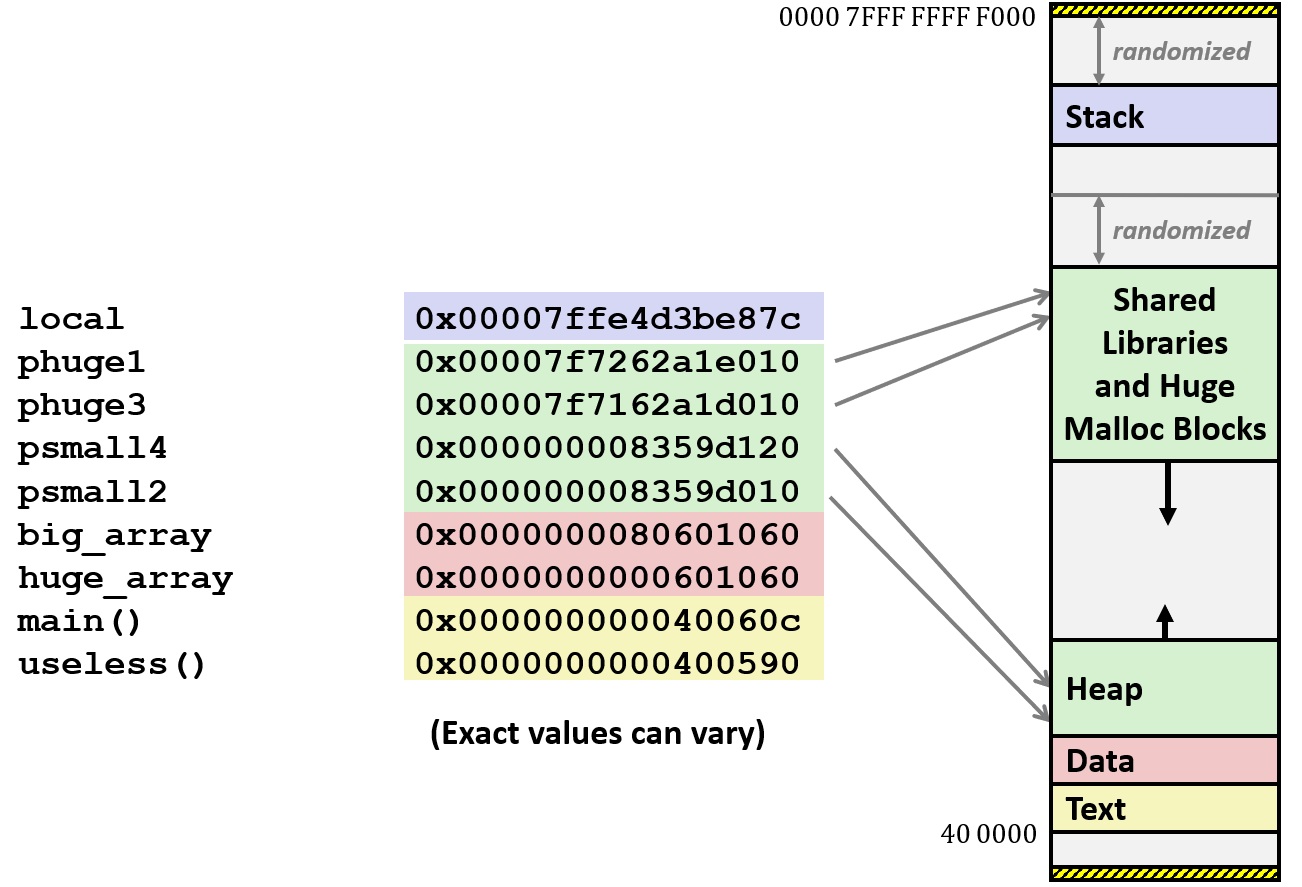 0000 7FFF FFFF F000
randomized
Stack
randomized
Shared
Libraries
and Huge
Malloc Blocks
local 0x00007ffe4d3be87c
phuge1 0x00007f7262a1e010
phuge3 0x00007f7162a1d010
psmall4 0x000000008359d120
psmall2 0x000000008359d010
big_array 0x0000000080601060
huge_array 0x0000000000601060
main() 0x000000000040060c
useless() 0x0000000000400590
(Exact values can vary)
Heap
Data
Text
40 0000